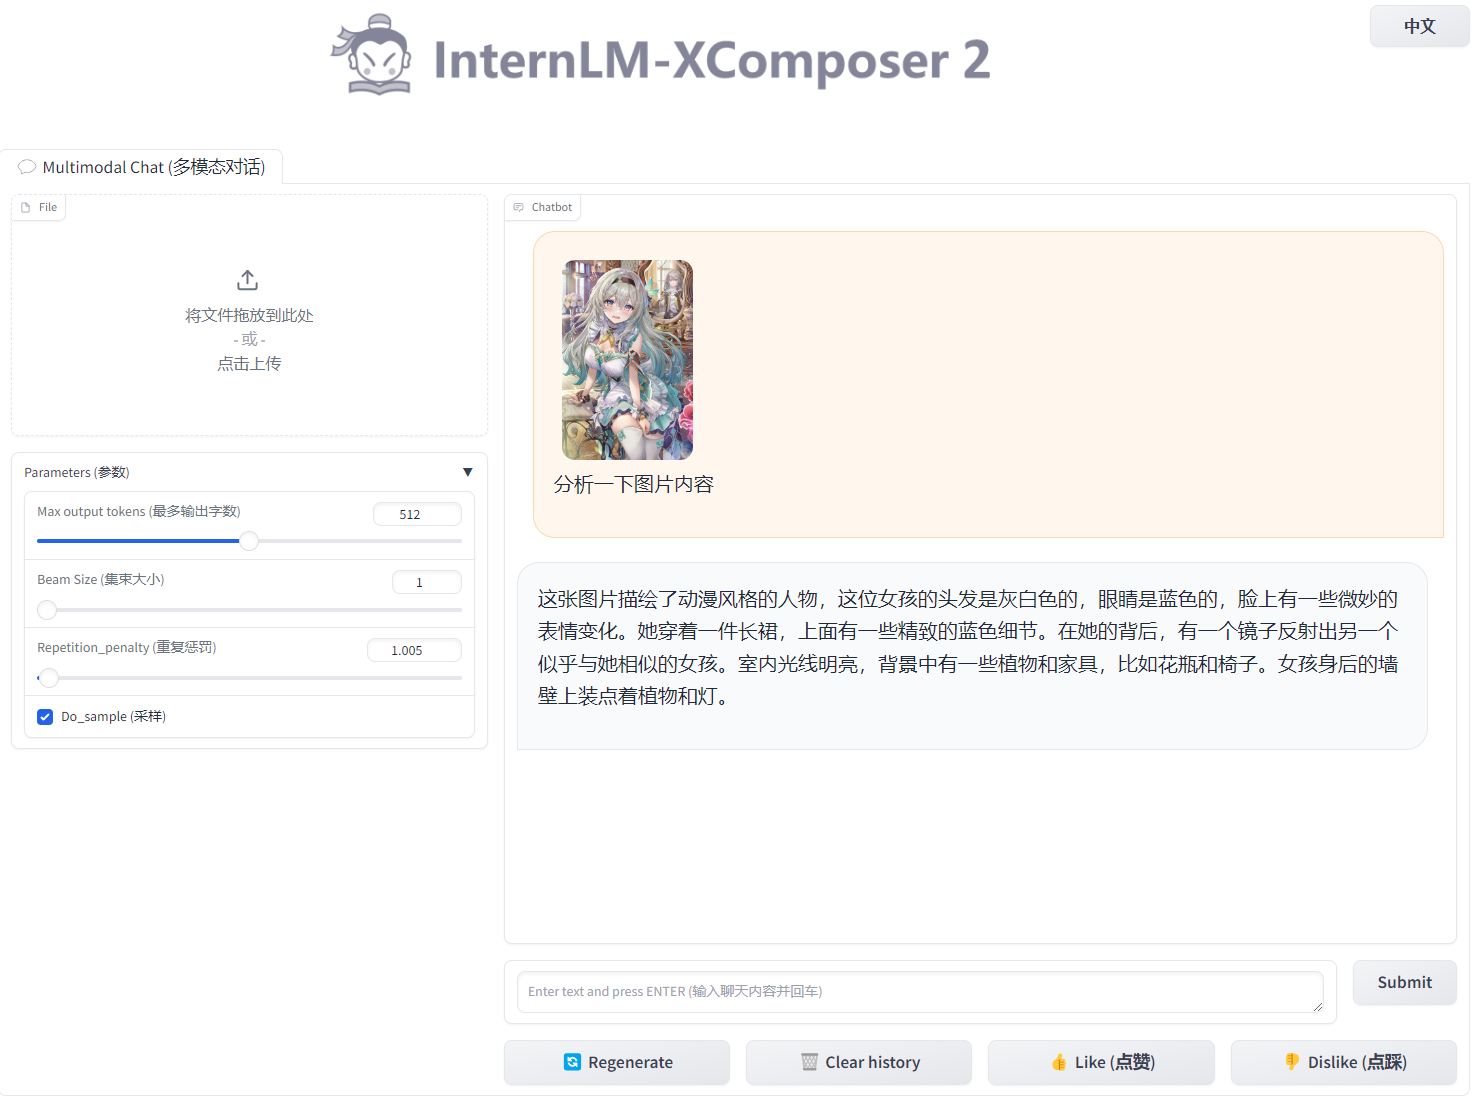 InternLM-XComposer 2
中文
Multimodal Chat (多模态对话)
File
将文件拖放到此处
- 或 -
点击上传
Parameters (参数)
▼
Max output tokens (最多输出字数)
512
Beam Size (集束大小)
1
Repetition_penalty (重复惩罚)
1.005
Do_sample (采样)
Chatbot
分析一下图片内容
这张图片描绘了动漫风格的人物，这位女孩的头发是灰白色的，眼睛是蓝色的，脸上有一些微妙的
表情变化。她穿着一件长裙，上面有一些精致的蓝色细节。在她的背后，有一个镜子反射出另一个
似乎与她相似的女孩。室内光线明亮，背景中有一些植物和家具，比如花瓶和椅子。女孩身后的墙
壁上装点着植物和灯。
Enter text and press ENTER (输入聊天内容并回车)
Submit
Regenerate
Clear history
Like (点赞)
Dislike (点踩)